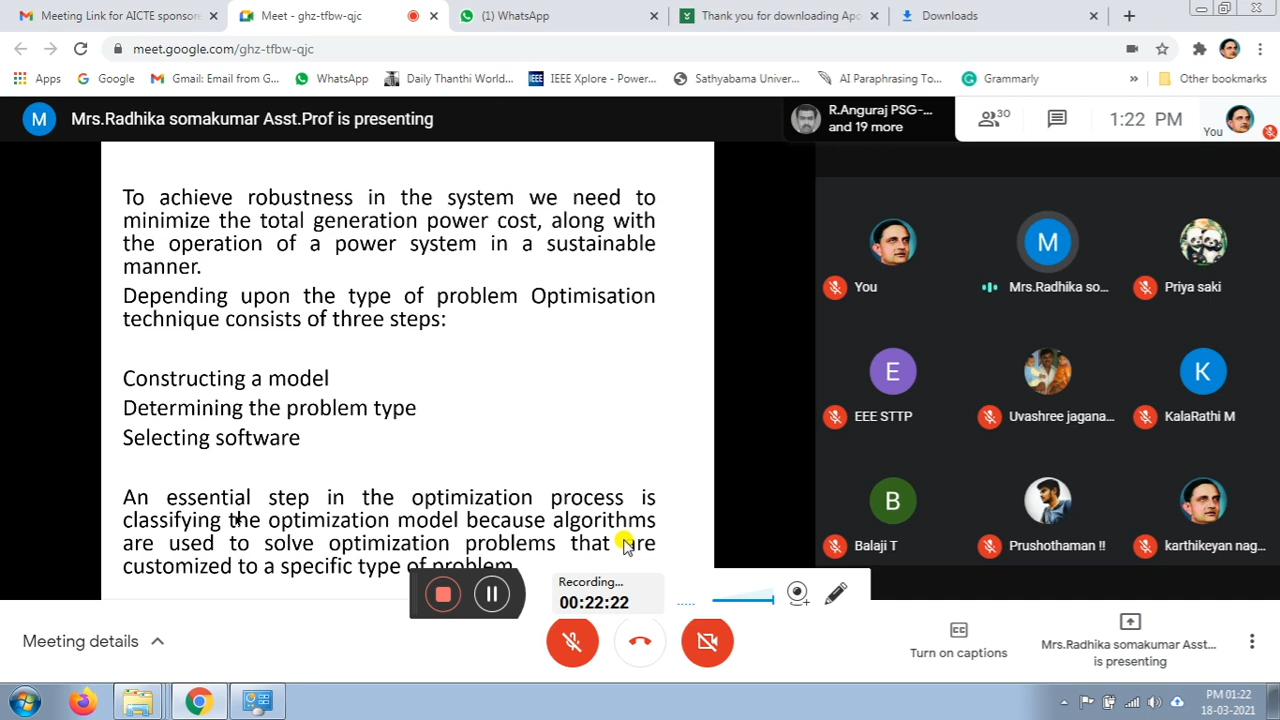 Meeting Link for AICTE sponsore
Meet - ghz-tfbw-qjc
(1) WhatsApp
Thank you for downloading Apo
Downloads
meet.google.com/ghz-tfbw-qjc
Apps
Google
Gmail: Email from G...
WhatsApp
Daily Thanthi World...
IEEE
IEEE Xplore - Power...
Sathyabama Univer...
AI Paraphrasing To...
Grammarly
»
Other bookmarks
M
Mrs.Radhika somakumar Asst.Prof is presenting
R.Anguraj PSG-...
and 19 more
30
1:22 PM
You
To achieve robustness in the system we need to
minimize the total generation power cost, along with
the operation of a power system in a sustainable
manner.
Depending upon the type of problem Optimisation
technique consists of three steps:
Constructing a model
Determining the problem type
Selecting software
An essential step in the optimization process is
classifying the optimization model because algorithms
are used to solve optimization problems that are
customized to a specific type of problem
M
You
Mrs.Radhika so...
Priya saki
E
K
EEE STTP
Uvashree jagana...
KalaRathi M
B
Balaji T
Prushothaman !!
karthikeyan nag...
Recording...
00:22:22
Meeting details
Turn on captions
Mrs.Radhika somakumar Asst...
is presenting
PM 01:22
18-03-2021